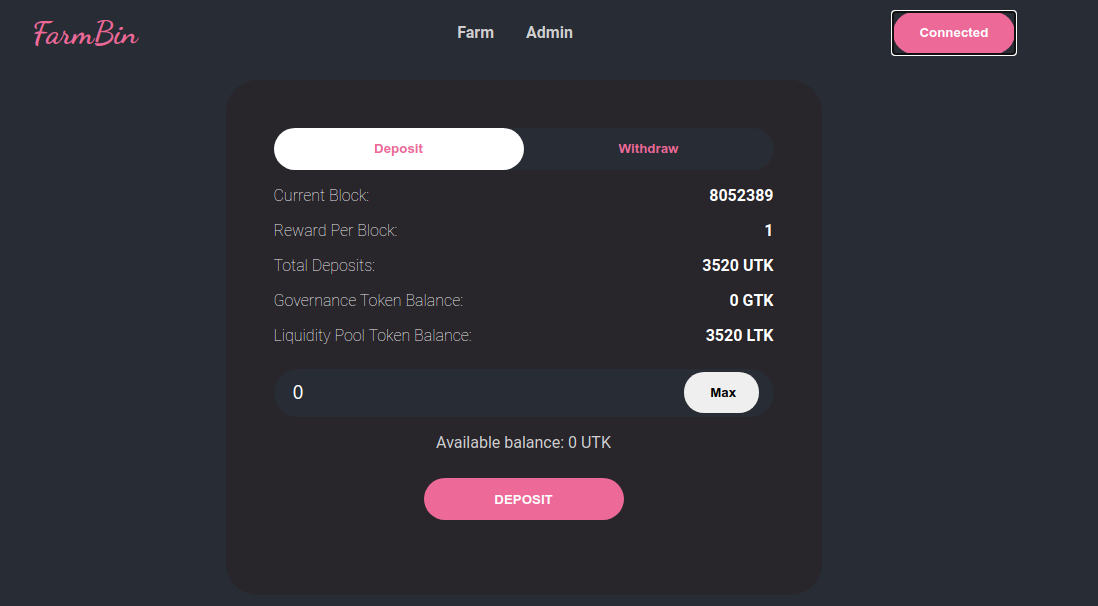 FarmBin Farm Admin Connected
Deposit Withdraw
Current Block: 8052389
Reward Per Block: 1
Total Deposits: 3520 UTK
Governance Token Balance: 0 GTK
Liquidity Pool Token Balance: 3520 LTK
0 Max
Available balance: 0 UTK
DEPOSIT